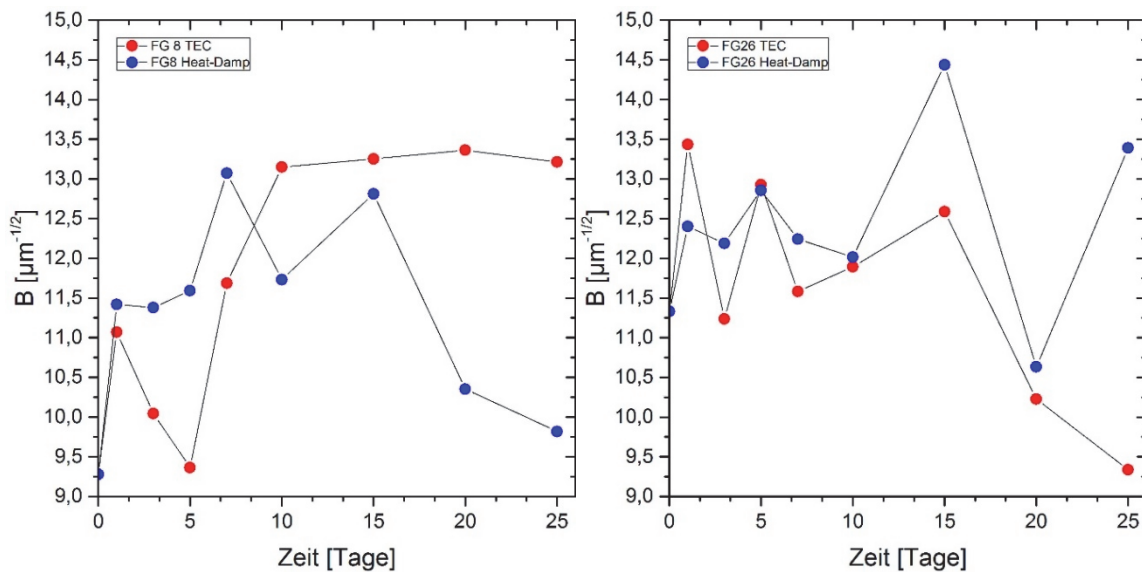 FG 8 TEC
FG8 Heat-Damp
15,0
14,5
14,0
13,5
13,0
12,5
12,0
11,5
11,0
10,5
10,0
9,5
9,0
B [µm⁻¹/²]
0 5 10 15 20 25
Zeit [Tage]
FG26 TEC
FG26 Heat-Damp
15,0
14,5
14,0
13,5
13,0
12,5
12,0
11,5
11,0
10,5
10,0
9,5
9,0
B [µm⁻¹/²]
0 5 10 15 20 25
Zeit [Tage]